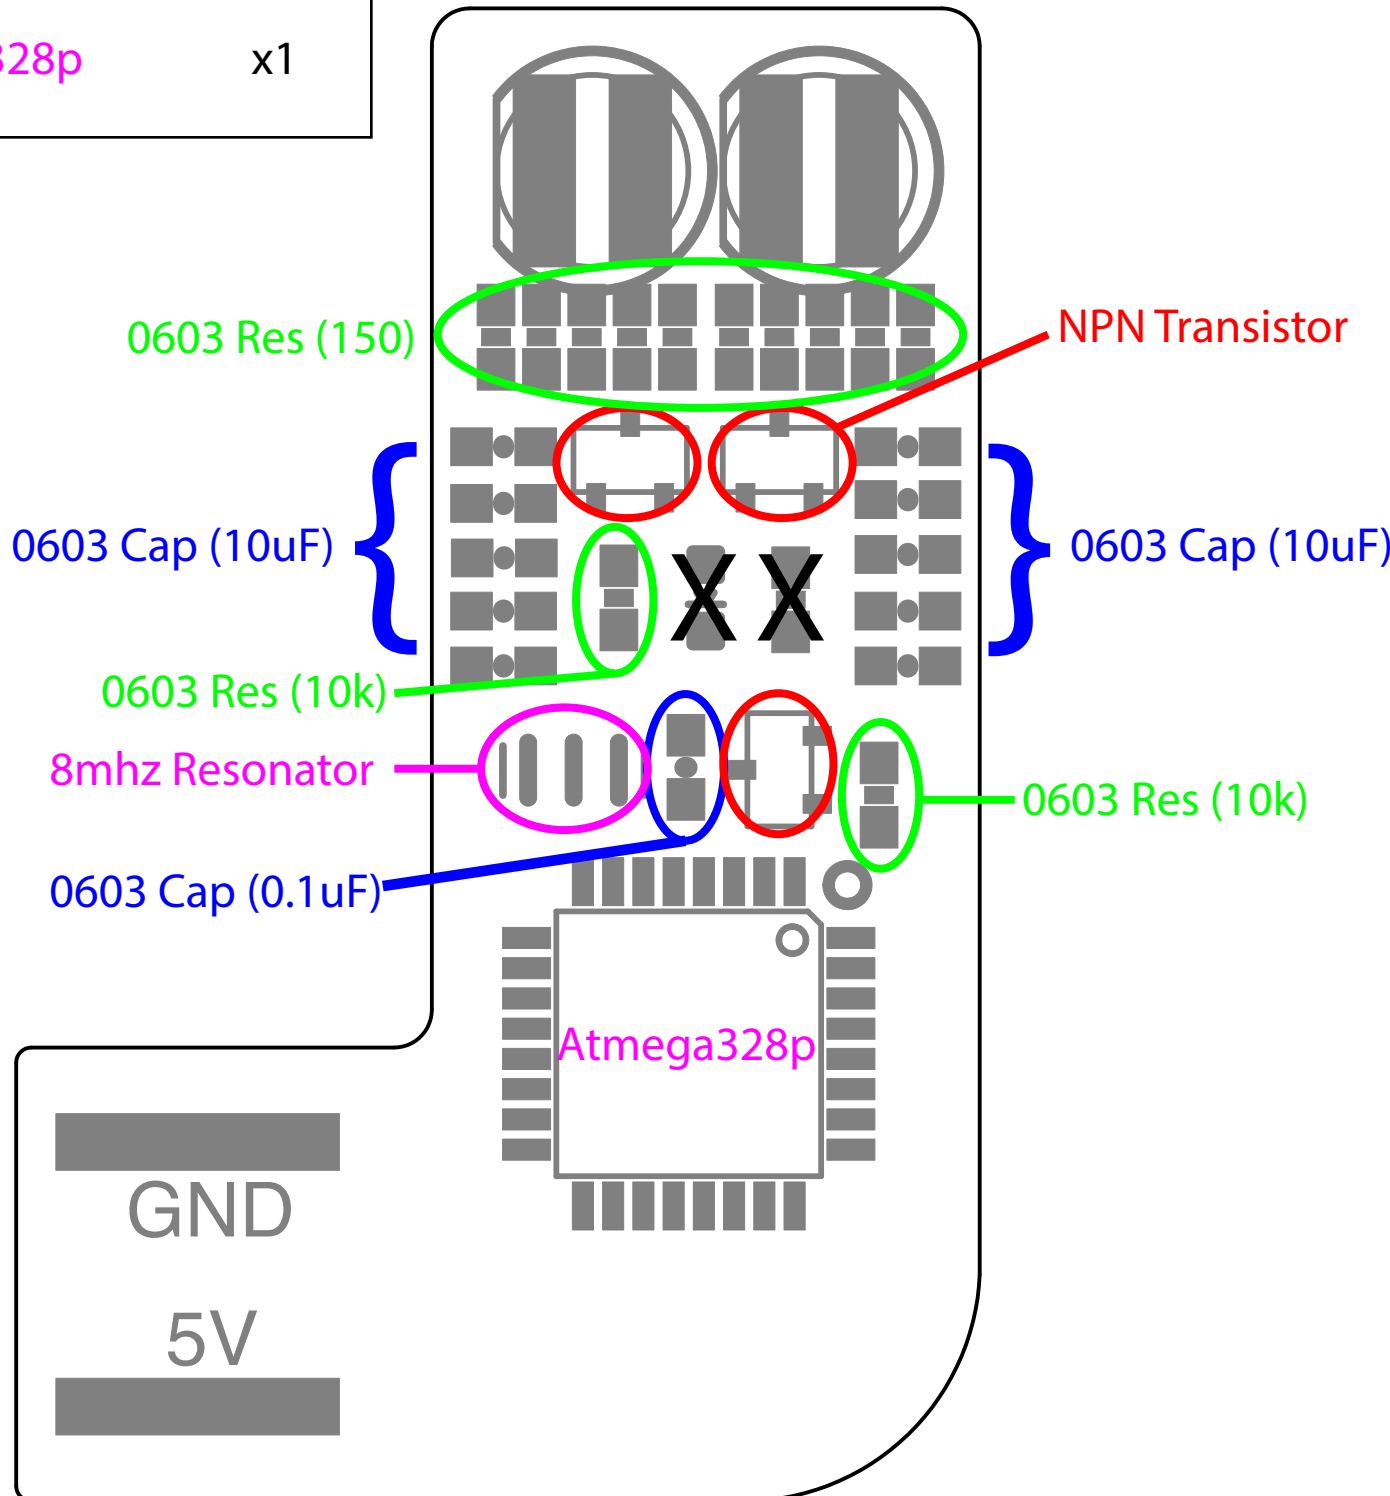 328p x1
0603 Res (150)
NPN Transistor
0603 Cap (10uF)
0603 Cap (10uF)
X X
0603 Res (10k)
8mhz Resonator
0603 Res (10k)
0603 Cap (0.1uF)
Atmega328p
GND
5V